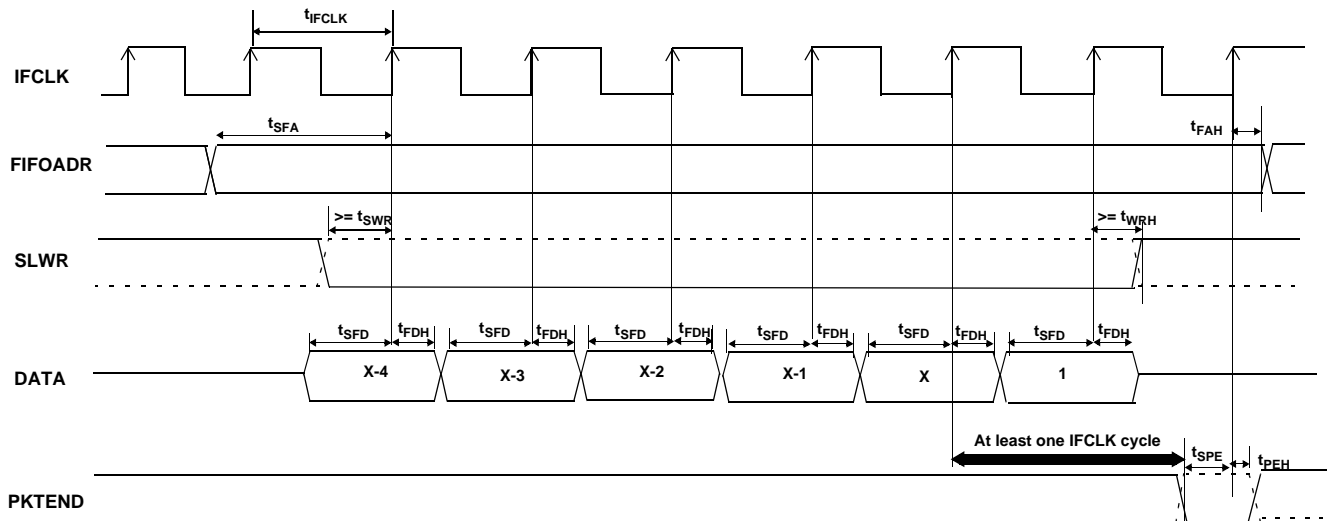 tIFCLK
IFCLK
tSFA
tFAH
FIFOADR
>= tSWR
>= tWRH
SLWR
tSFD tFDH tSFD tFDH tSFD tFDH tSFD tFDH tSFD tFDH tSFD tFDH
DATA X-4 X-3 X-2 X-1 X 1
At least one IFCLK cycle
tSPE
tPEH
PKTEND